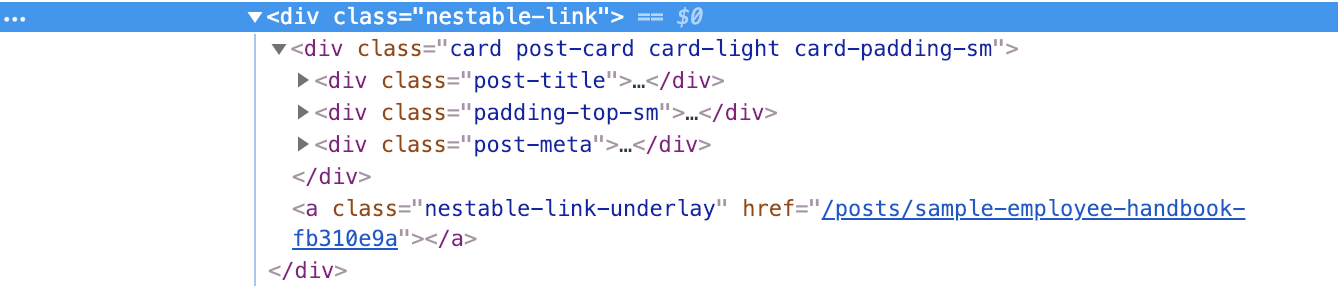 … ▼<div class="nestable-link"> == $0
▼<div class="card post-card card-light card-padding-sm">
▶<div class="post-title">…</div>
▶<div class="padding-top-sm">…</div>
▶<div class="post-meta">…</div>
</div>
<a class="nestable-link-underlay" href="/posts/sample-employee-handbook-
fb310e9a"></a>
</div>